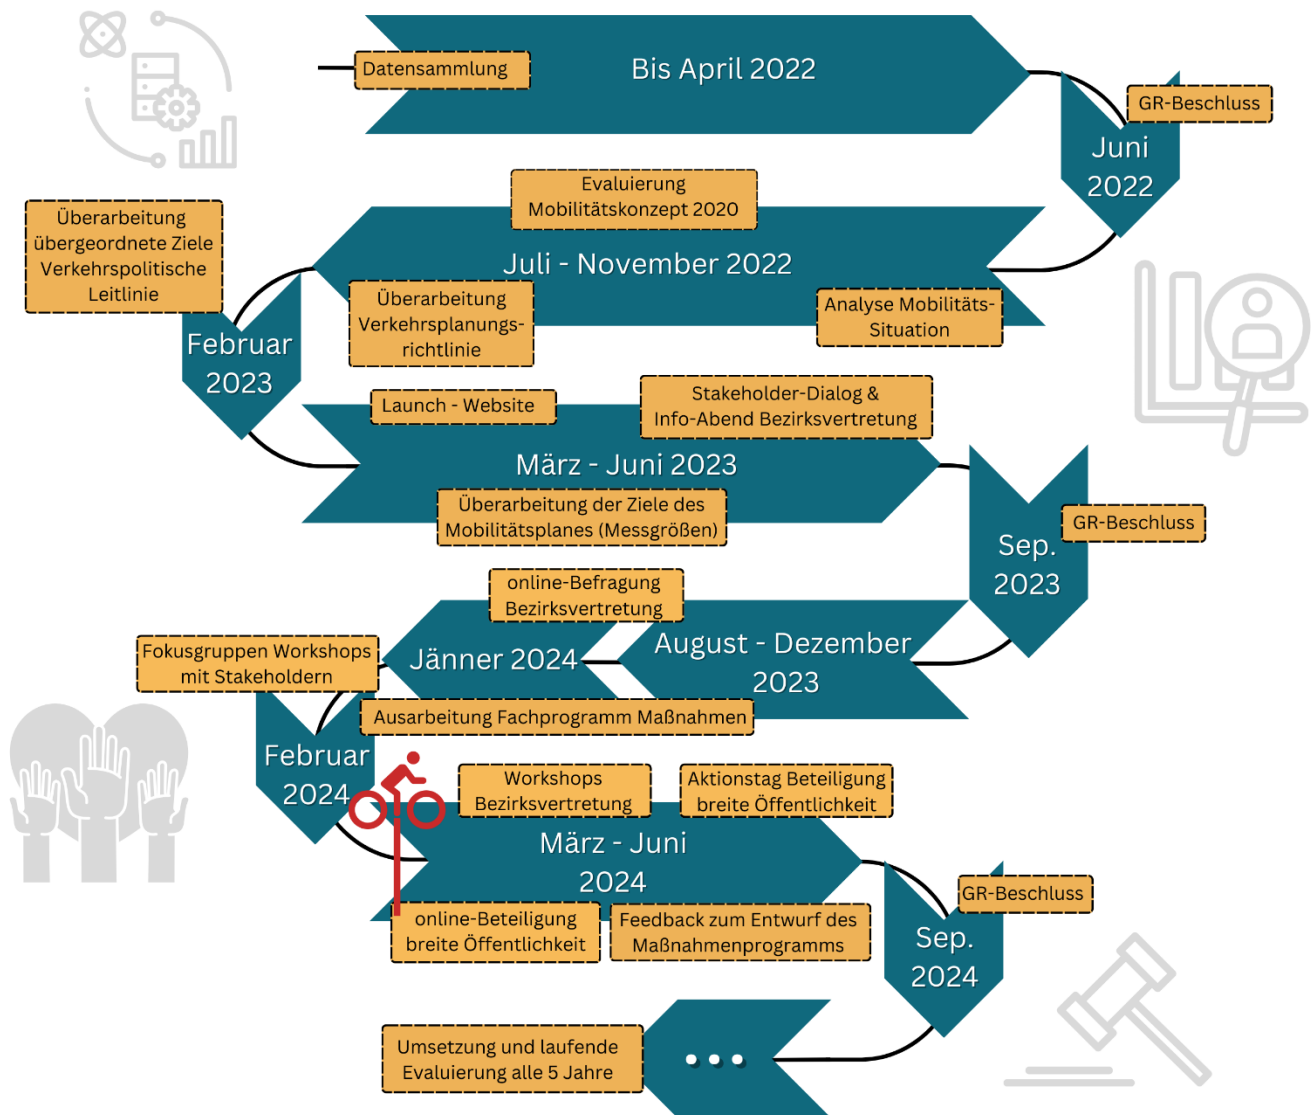 Datensammlung
Bis April 2022
GR-Beschluss
Juni
2022
Evaluierung
Mobilitätskonzept 2020
Juli - November 2022
Analyse Mobilitäts-
Situation
Überarbeitung
Verkehrsplanungs-
richtlinie
Überarbeitung
übergeordnete Ziele
Verkehrspolitische
Leitlinie
Februar
2023
Launch - Website
Stakeholder-Dialog &
Info-Abend Bezirksvertretung
März - Juni 2023
Überarbeitung der Ziele des
Mobilitätsplanes (Messgrößen)
GR-Beschluss
Sep.
2023
August - Dezember
2023
online-Befragung
Bezirksvertretung
Jänner 2024
Ausarbeitung Fachprogramm Maßnahmen
Fokusgruppen Workshops
mit Stakeholdern
Februar
2024
Workshops
Bezirksvertretung
Aktionstag Beteiligung
breite Öffentlichkeit
März - Juni
2024
online-Beteiligung
breite Öffentlichkeit
Feedback zum Entwurf des
Maßnahmenprogramms
GR-Beschluss
Sep.
2024
Umsetzung und laufende
Evaluierung alle 5 Jahre
...